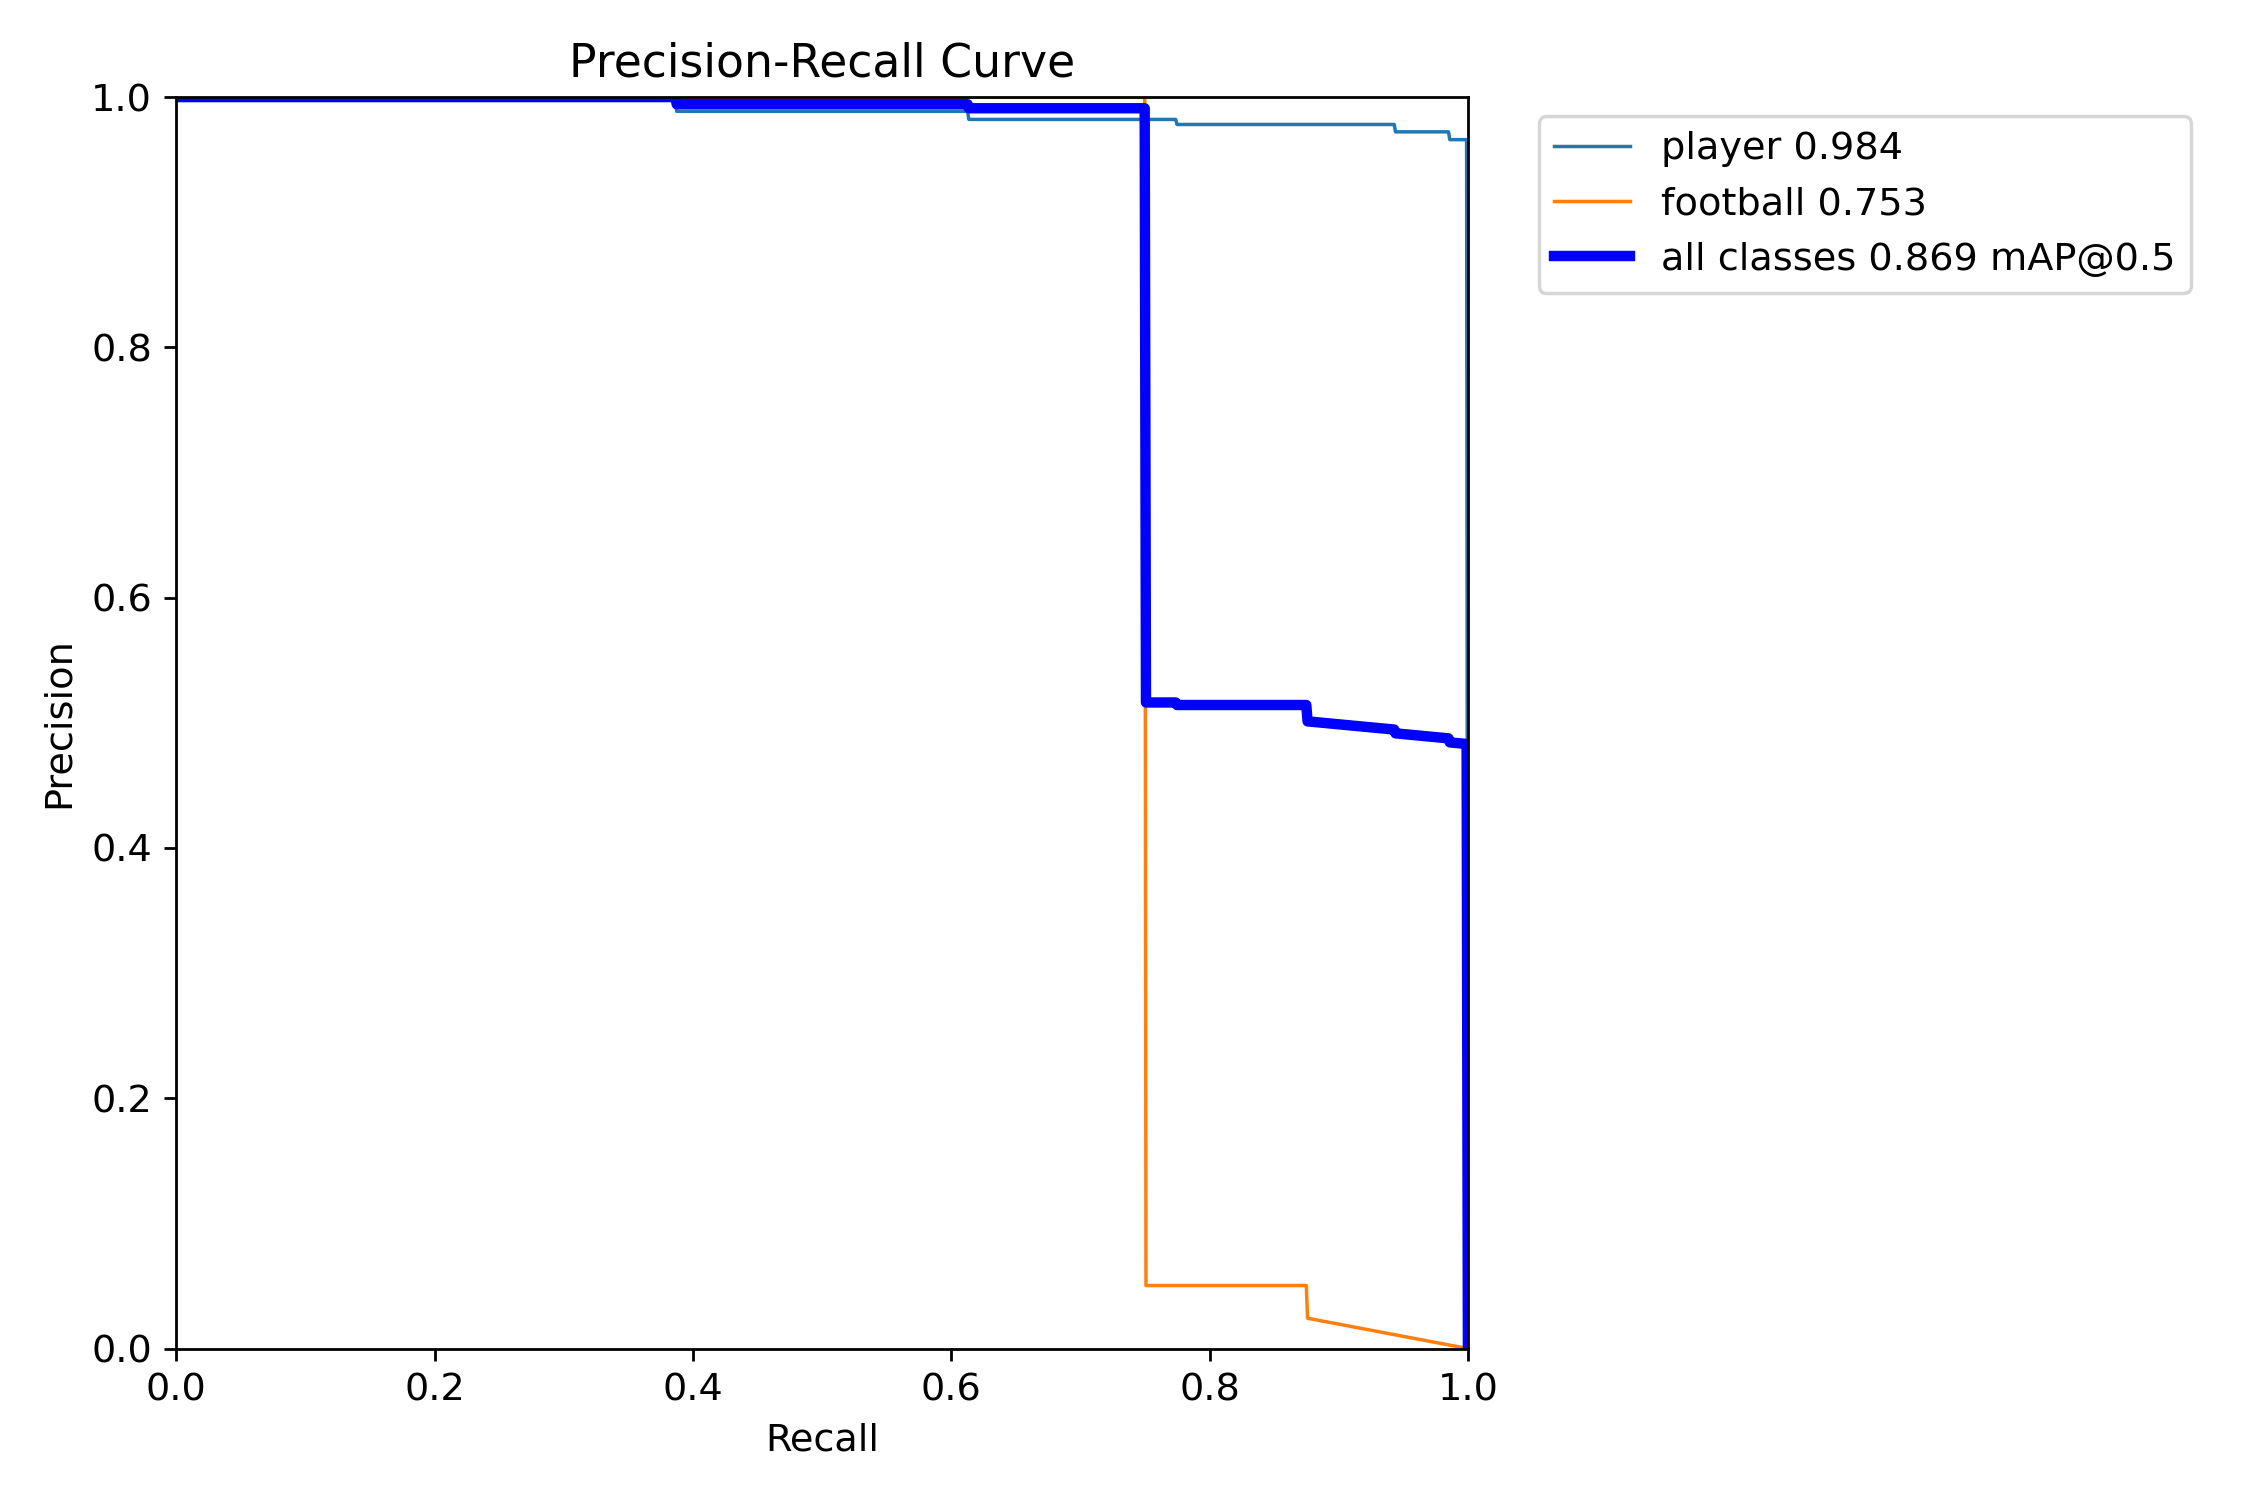 Precision-Recall Curve
1.0
0.8
0.6
0.4
0.2
0.0
Precision
0.0 0.2 0.4 0.6 0.8 1.0
Recall
player 0.984
football 0.753
all classes 0.869 mAP@0.5